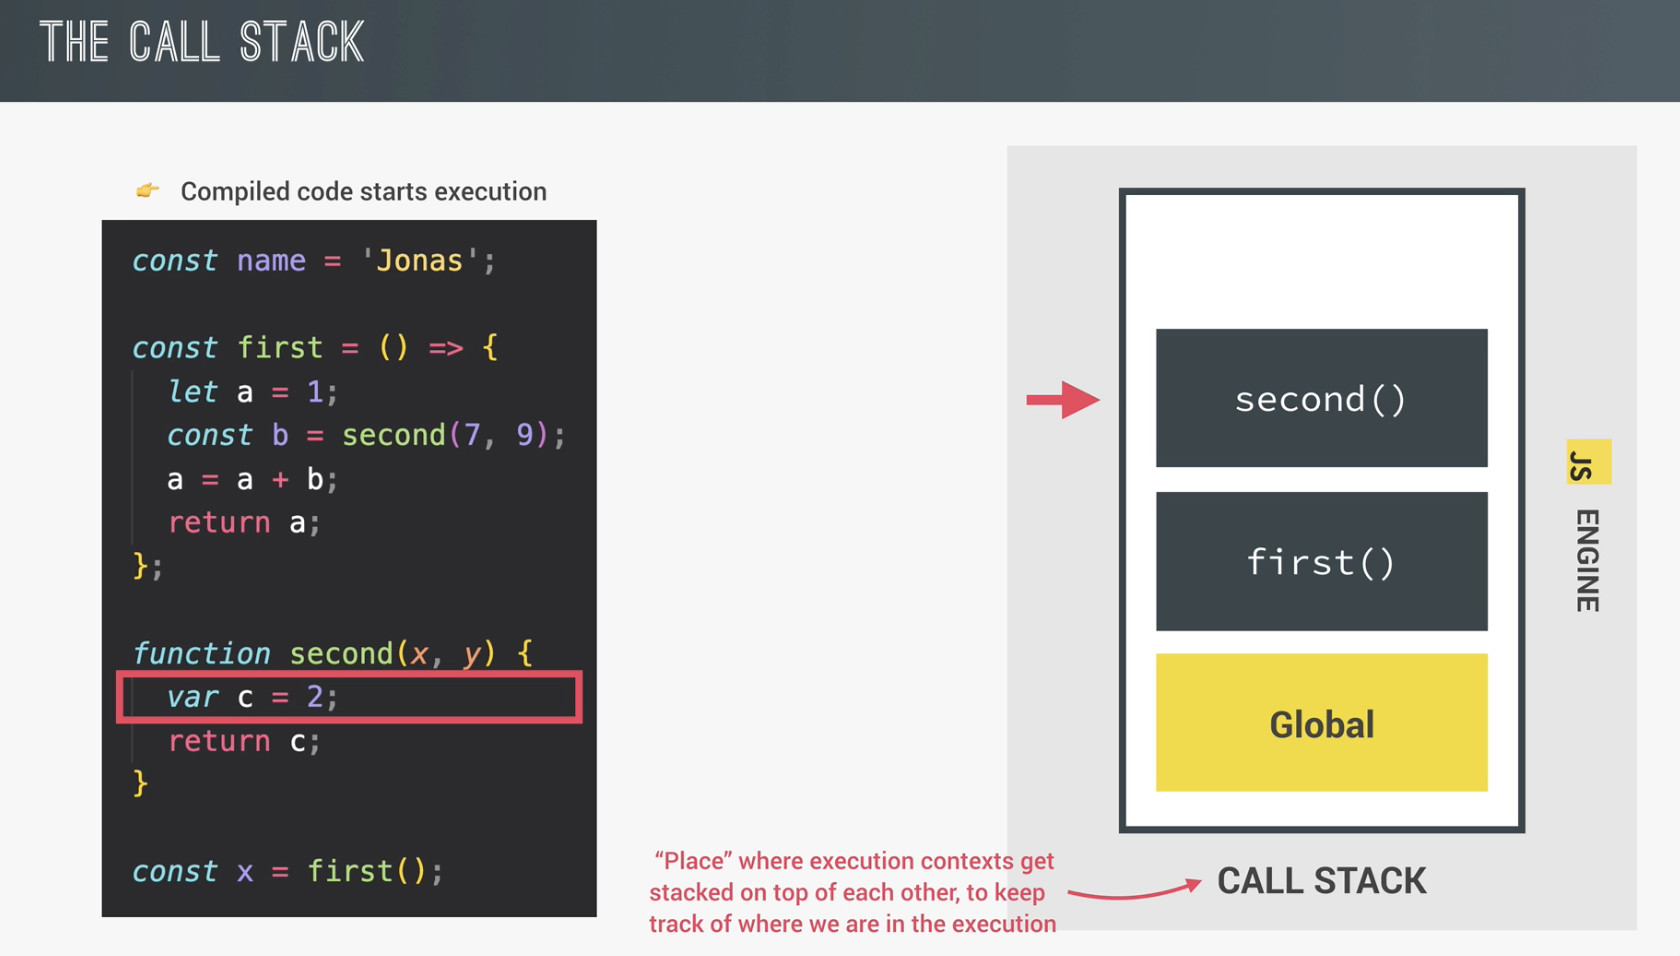 THE CALL STACK
👉 Compiled code starts execution
const name = 'Jonas';
const first = () => {
let a = 1;
const b = second(7, 9);
a = a + b;
return a;
};
function second(x, y) {
var c = 2;
return c;
}
const x = first();
second()
first()
Global
CALL STACK
“Place” where execution contexts get
stacked on top of each other, to keep
track of where we are in the execution
JS ENGINE